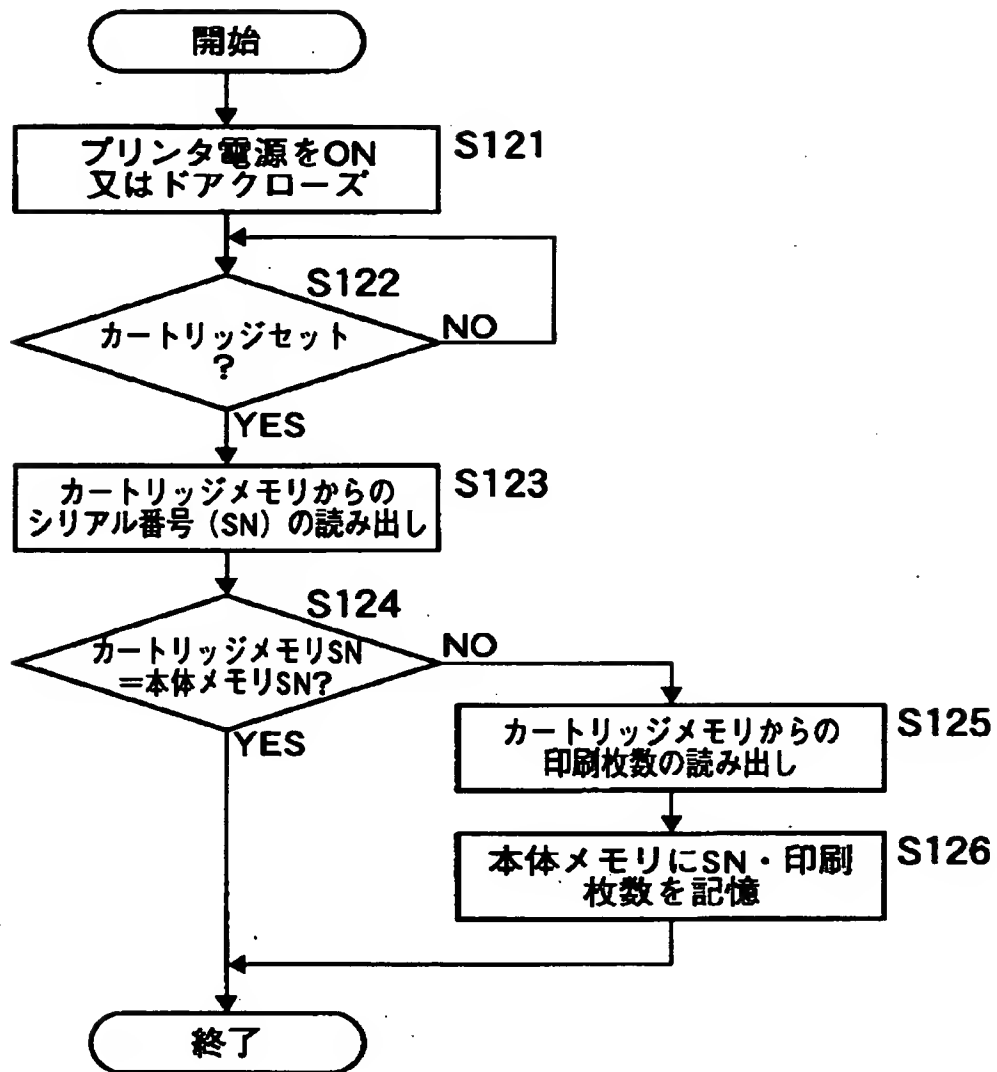 開始
プリンタ電源をON
又はドアクローズ
S121
S122
カートリッジセット
?
NO
YES
カートリッジメモリからの
シリアル番号（SN）の読み出し
S123
S124
カートリッジメモリSN
＝本体メモリSN?
NO
YES
カートリッジメモリからの
印刷枚数の読み出し
S125
本体メモリにSN・印刷
枚数を記憶
S126
終了